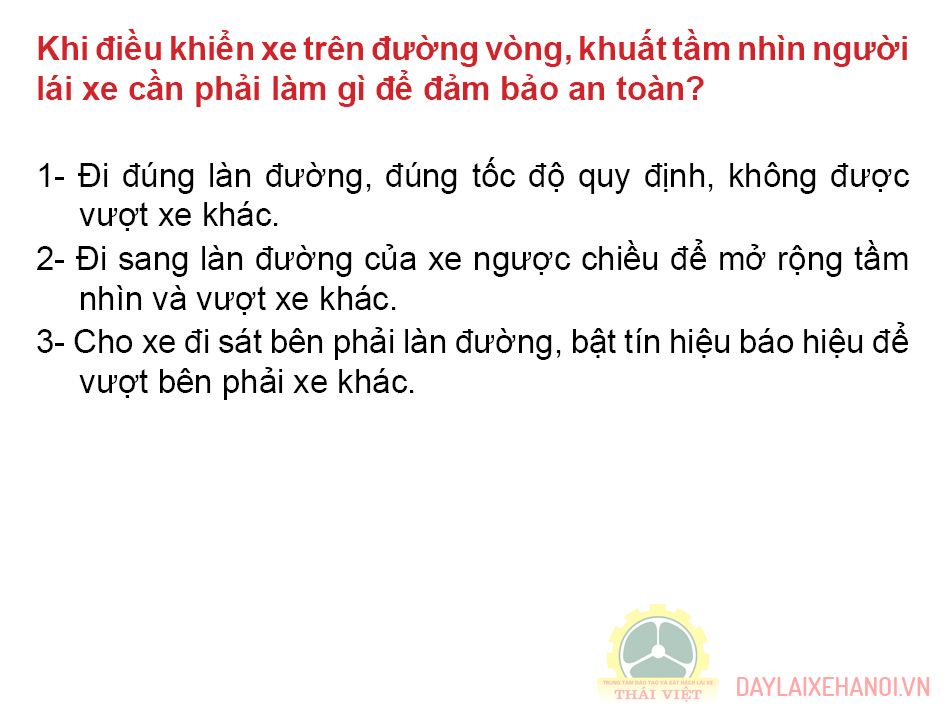 Khi điều khiển xe trên đường vòng, khuất tầm nhìn người
lái xe cần phải làm gì để đảm bảo an toàn?
1- Đi đúng làn đường, đúng tốc độ quy định, không được
vượt xe khác.
2- Đi sang làn đường của xe ngược chiều để mở rộng tầm
nhìn và vượt xe khác.
3- Cho xe đi sát bên phải làn đường, bật tín hiệu báo hiệu để
vượt bên phải xe khác.
TRUNG TÂM ĐÀO TẠO VÀ SÁT HẠCH LÁI XE
THÁI VIỆT
DAYLAIXEHANOI.VN